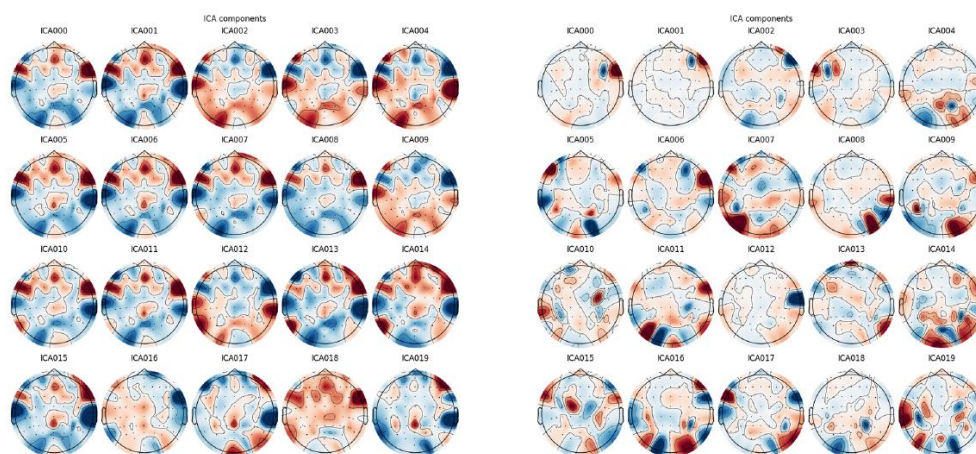 ICA components
ICA000 ICA001 ICA002 ICA003 ICA004
ICA005 ICA006 ICA007 ICA008 ICA009
ICA010 ICA011 ICA012 ICA013 ICA014
ICA015 ICA016 ICA017 ICA018 ICA019
ICA components
ICA000 ICA001 ICA002 ICA003 ICA004
ICA005 ICA006 ICA007 ICA008 ICA009
ICA010 ICA011 ICA012 ICA013 ICA014
ICA015 ICA016 ICA017 ICA018 ICA019